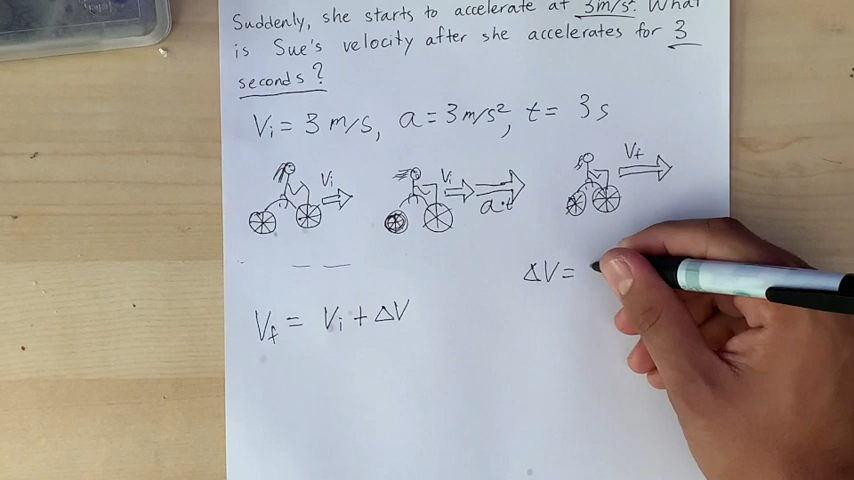 Suddenly, she starts to accelerate at 3m/s². What
is Sue's velocity after she accelerates for 3
seconds?
Vi = 3 m/s, a = 3 m/s², t = 3 s
Vi
Vi
a·t
Vf
ΔV =
Vf = Vi + ΔV